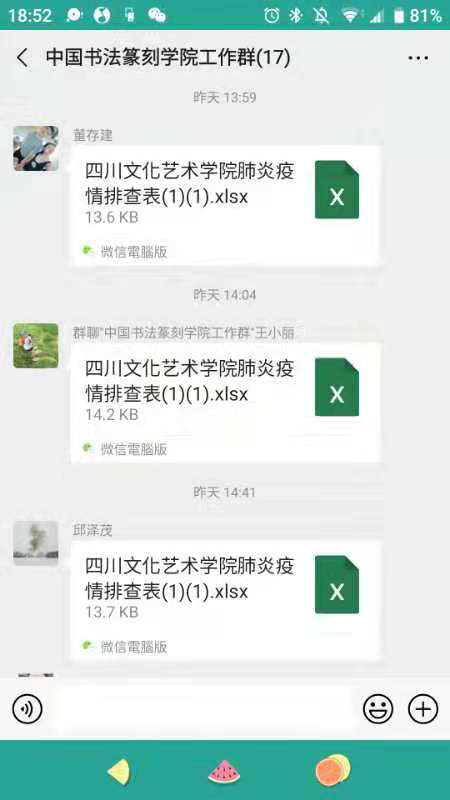 18:52
81%
中国书法篆刻学院工作群(17)
昨天 13:59
董存建
四川文化艺术学院肺炎疫
情排查表(1)(1).xlsx
13.6 KB
X
微信電腦版
昨天 14:04
群聊"中国书法篆刻学院工作群"王小丽
四川文化艺术学院肺炎疫
情排查表(1)(1).xlsx
14.2 KB
X
微信電腦版
昨天 14:41
邱泽茂
四川文化艺术学院肺炎疫
情排查表(1)(1).xlsx
13.7 KB
X
微信電腦版